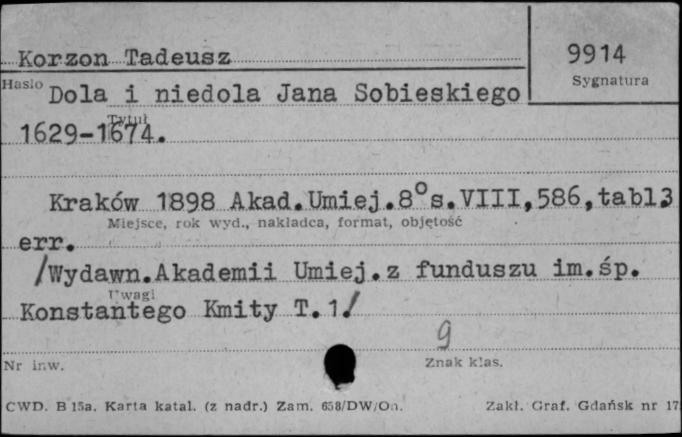 Korzon Tadeusz
9914
Hasło
Sygnatura
Dola i niedola Jana Sobieskiego
Tytuł
1629-1674.
Kraków 1898 Akad.Umiej.8° s.VIII,586,tabl3
Miejsce, rok wyd., nakładca, format, objętość
err.
/Wydawn.Akademii Umiej.z funduszu im.śp.
Uwagi
Konstantego Kmity T.1/
9
Nr inw.
Znak klas.
CWD. B 15a. Karta katal. (z nadr.) Zam. 658/DW/On.
Zakł. Graf. Gdańsk nr 17